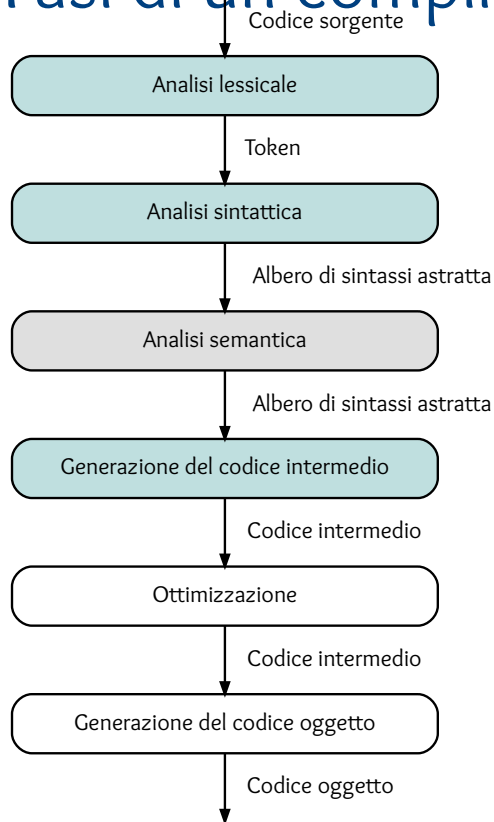 Codice sorgente
Analisi lessicale
Token
Analisi sintattica
Albero di sintassi astratta
Analisi semantica
Albero di sintassi astratta
Generazione del codice intermedio
Codice intermedio
Ottimizzazione
Codice intermedio
Generazione del codice oggetto
Codice oggetto